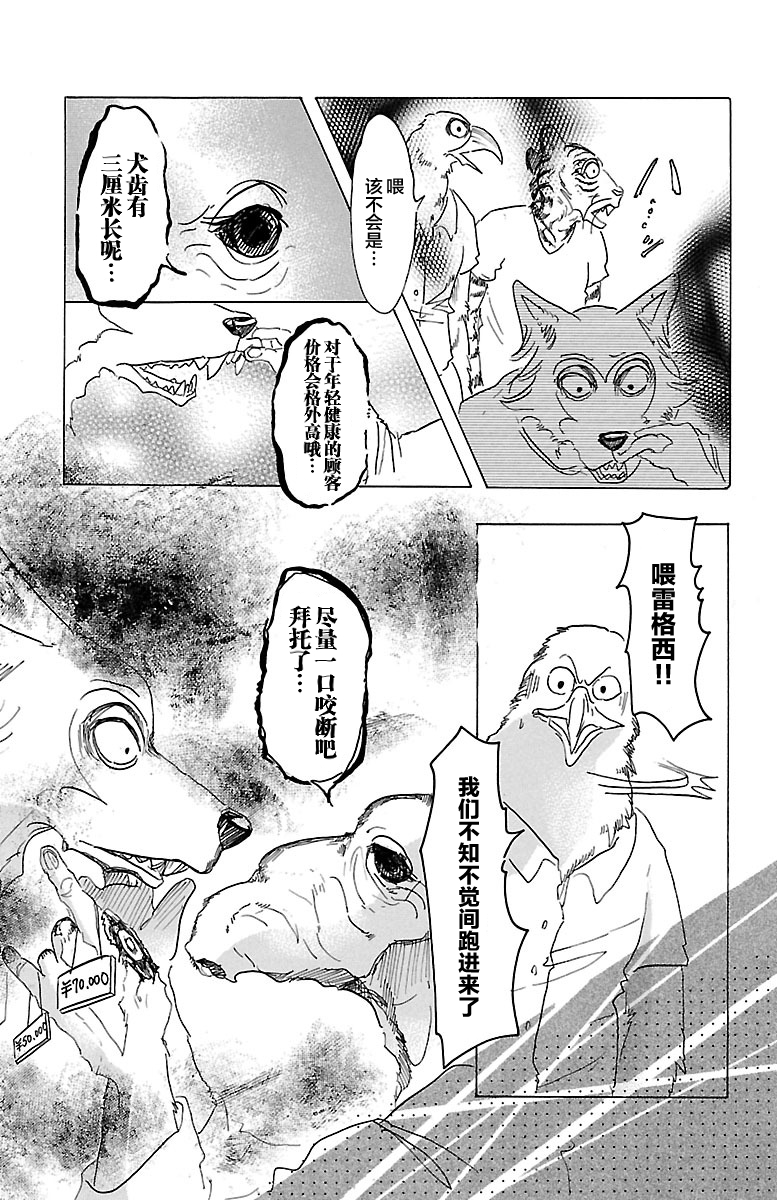 喂
该不会是…
犬齿有
三厘米长呢…
对于年轻健康的顾客
价格会格外高哦…
喂雷格西!!
我们不知不觉间跑进来了
尽量一口咬断吧
拜托了…
¥70.000
¥50.000